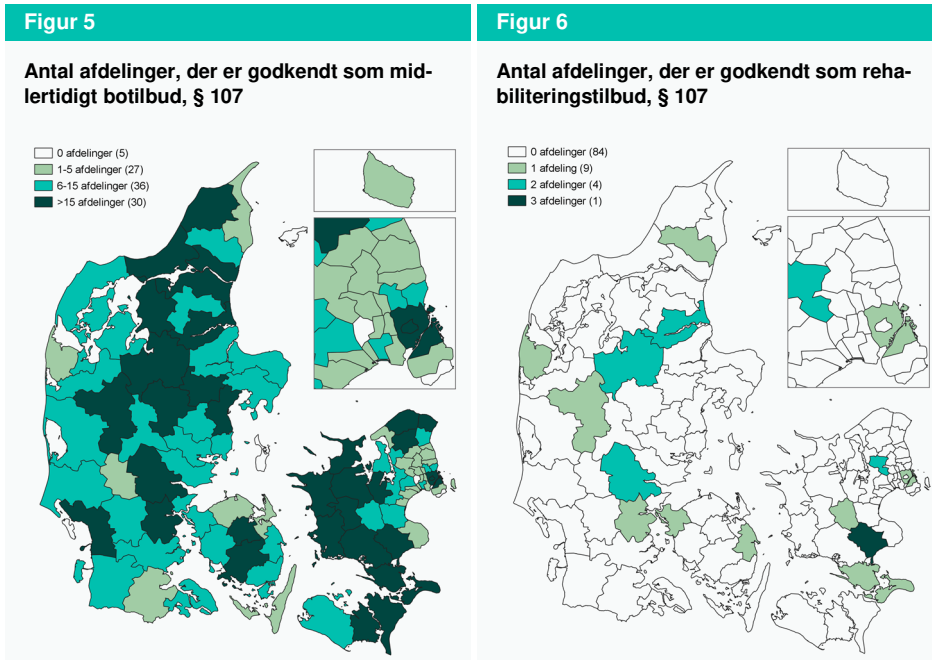 Figur 5
Antal afdelinger, der er godkendt som mid-
lertidigt botilbud, § 107
0 afdelinger (5)
1-5 afdelinger (27)
6-15 afdelinger (36)
>15 afdelinger (30)
Figur 6
Antal afdelinger, der er godkendt som reha-
biliteringstilbud, § 107
0 afdelinger (84)
1 afdeling (9)
2 afdelinger (4)
3 afdelinger (1)